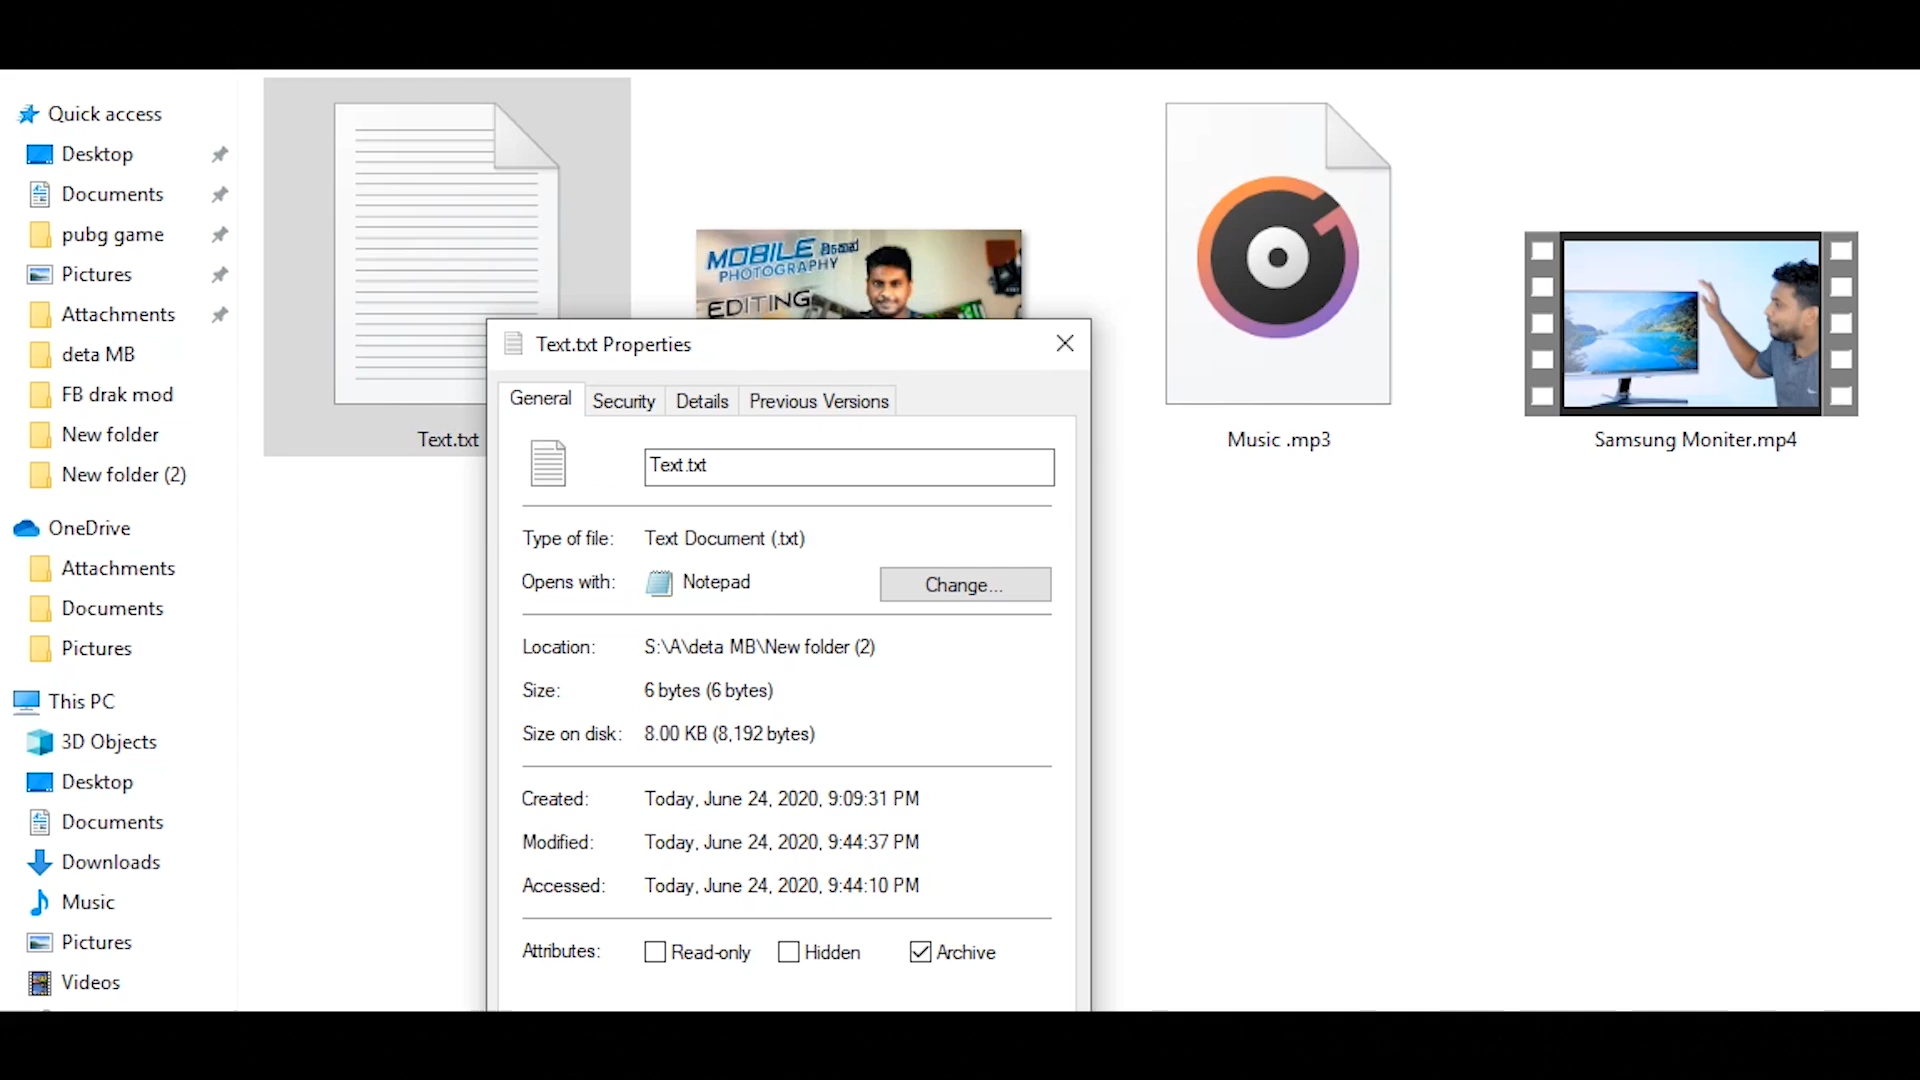 Quick access
Desktop
Documents
pubg game
Pictures
Attachments
deta MB
FB drak mod
New folder
New folder (2)
OneDrive
Attachments
Documents
Pictures
This PC
3D Objects
Desktop
Documents
Downloads
Music
Pictures
Videos
Text.txt
MOBILE
PHOTOGRAPHY
EDITING
Music .mp3
Samsung Moniter.mp4
Text.txt Properties
General Security Details Previous Versions
Text.txt
Type of file: Text Document (.txt)
Opens with: Notepad Change...
Location: S:\A\deta MB\New folder (2)
Size: 6 bytes (6 bytes)
Size on disk: 8.00 KB (8,192 bytes)
Created: Today, June 24, 2020, 9:09:31 PM
Modified: Today, June 24, 2020, 9:44:37 PM
Accessed: Today, June 24, 2020, 9:44:10 PM
Attributes: Read-only Hidden Archive